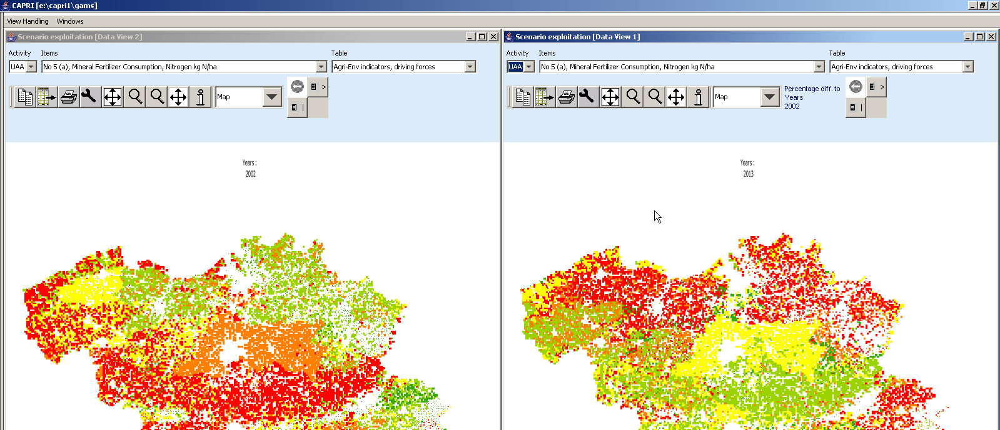 CAPRI [e:\capri1\gams]
View Handling Windows
Scenario exploitation [Data View 2]
Activity Items Table
UAA No 5 (a), Mineral Fertilizer Consumption, Nitrogen kg N/ha Agri-Env indicators, driving forces
Map >
Years :
2002
Scenario exploitation [Data View 1]
Activity Items Table
UAA No 5 (a), Mineral Fertilizer Consumption, Nitrogen kg N/ha Agri-Env indicators, driving forces
Map Percentage diff. to >
Years
2002
Years :
2013